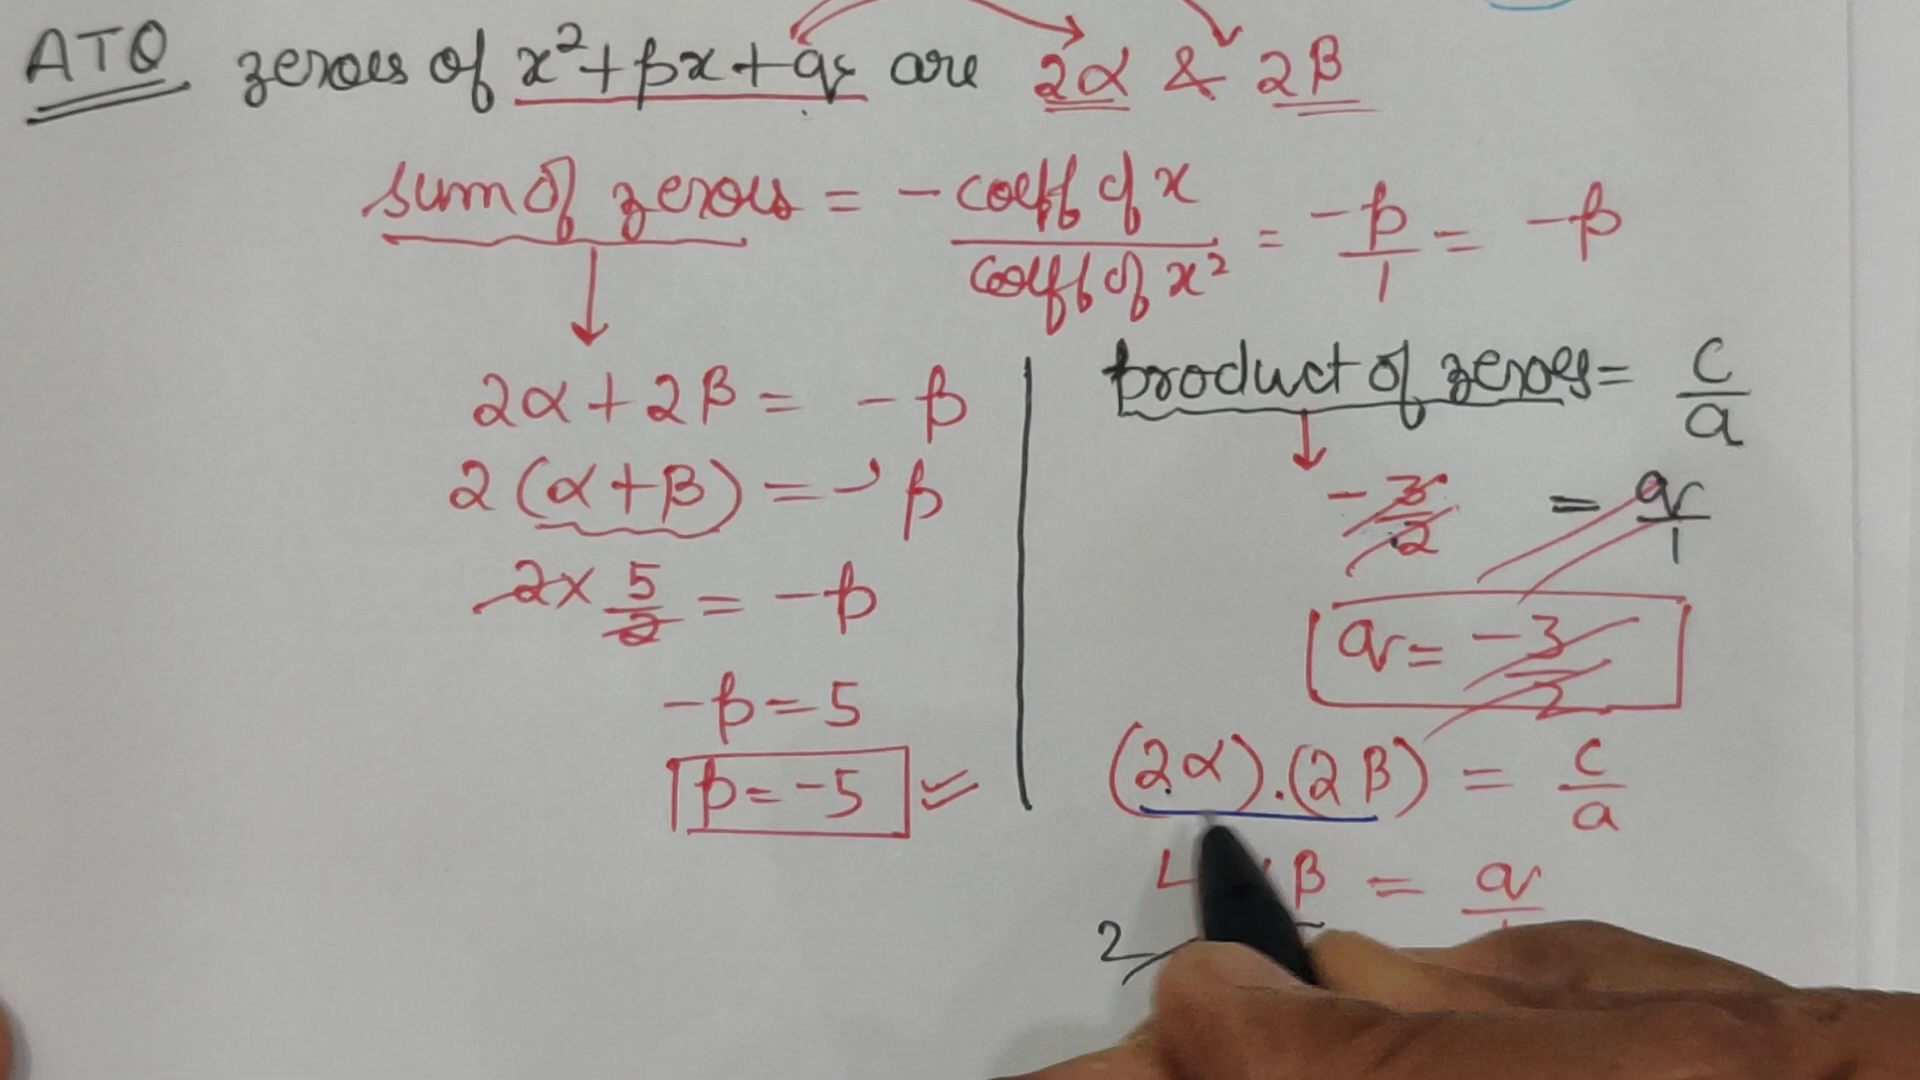 ATQ zeroes of x²+px+q are 2α & 2β
sum of zeroes = -coeff of x / coeff of x² = -p/1 = -p
2α+2β = -p
2(α+β) = -p
2× 5/2 = -p
-p=5
p=-5
product of zeroes= c/a
-3/2 = q/1
q= -3/2
(2α).(2β) = c/a
β = q
2